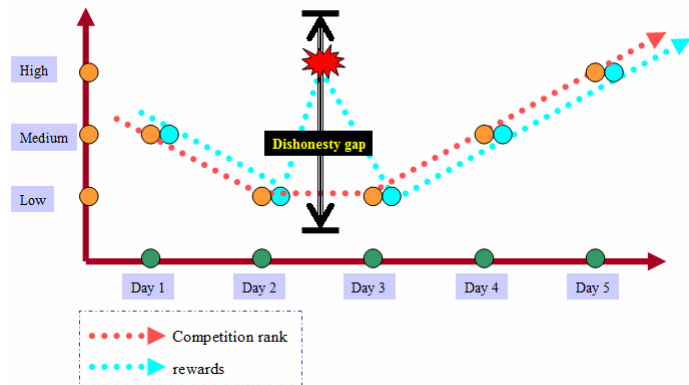 High
Medium
Dishonesty gap
Low
Day 1
Day 2
Day 3
Day 4
Day 5
Competition rank
rewards